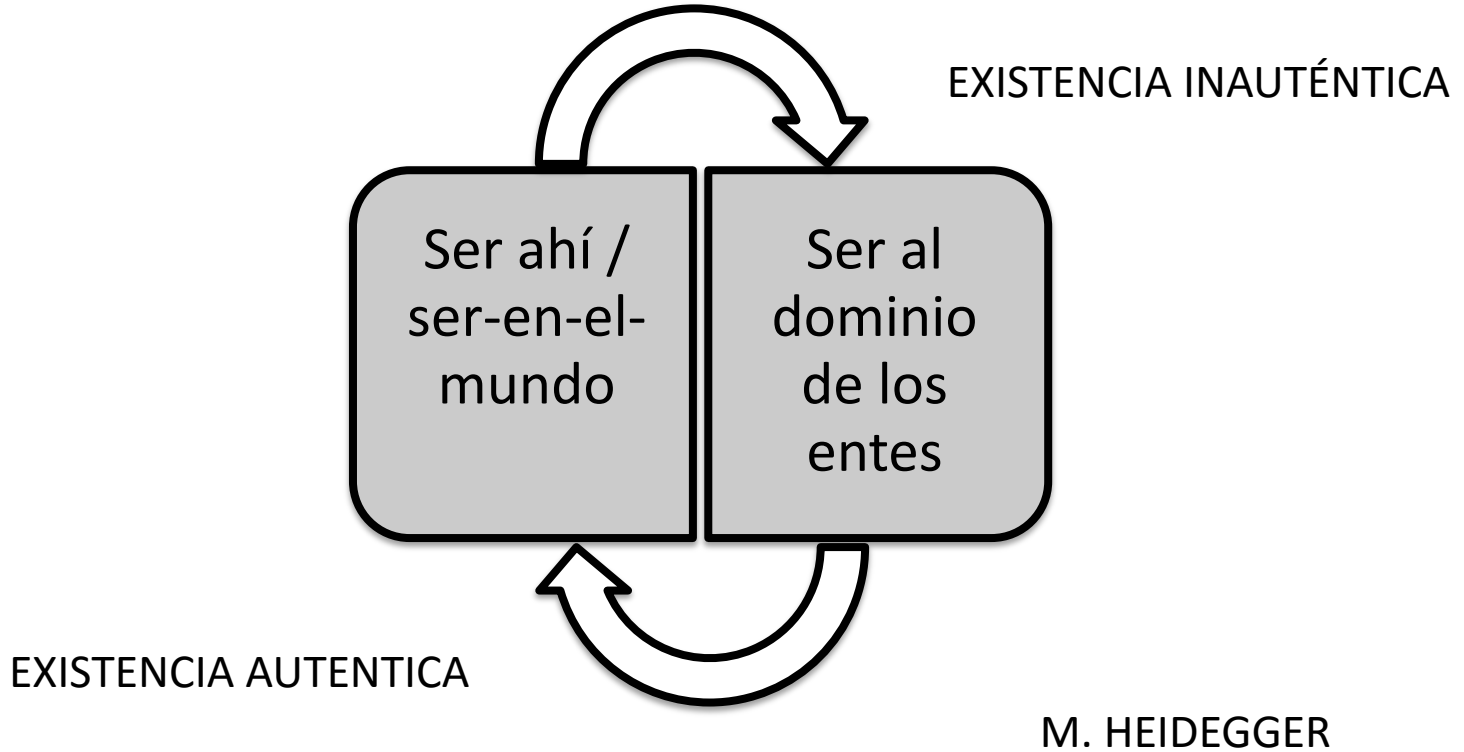 EXISTENCIA INAUTÉNTICA
Ser ahí /
ser-en-el-
mundo
Ser al
dominio
de los
entes
EXISTENCIA AUTENTICA
M. HEIDEGGER